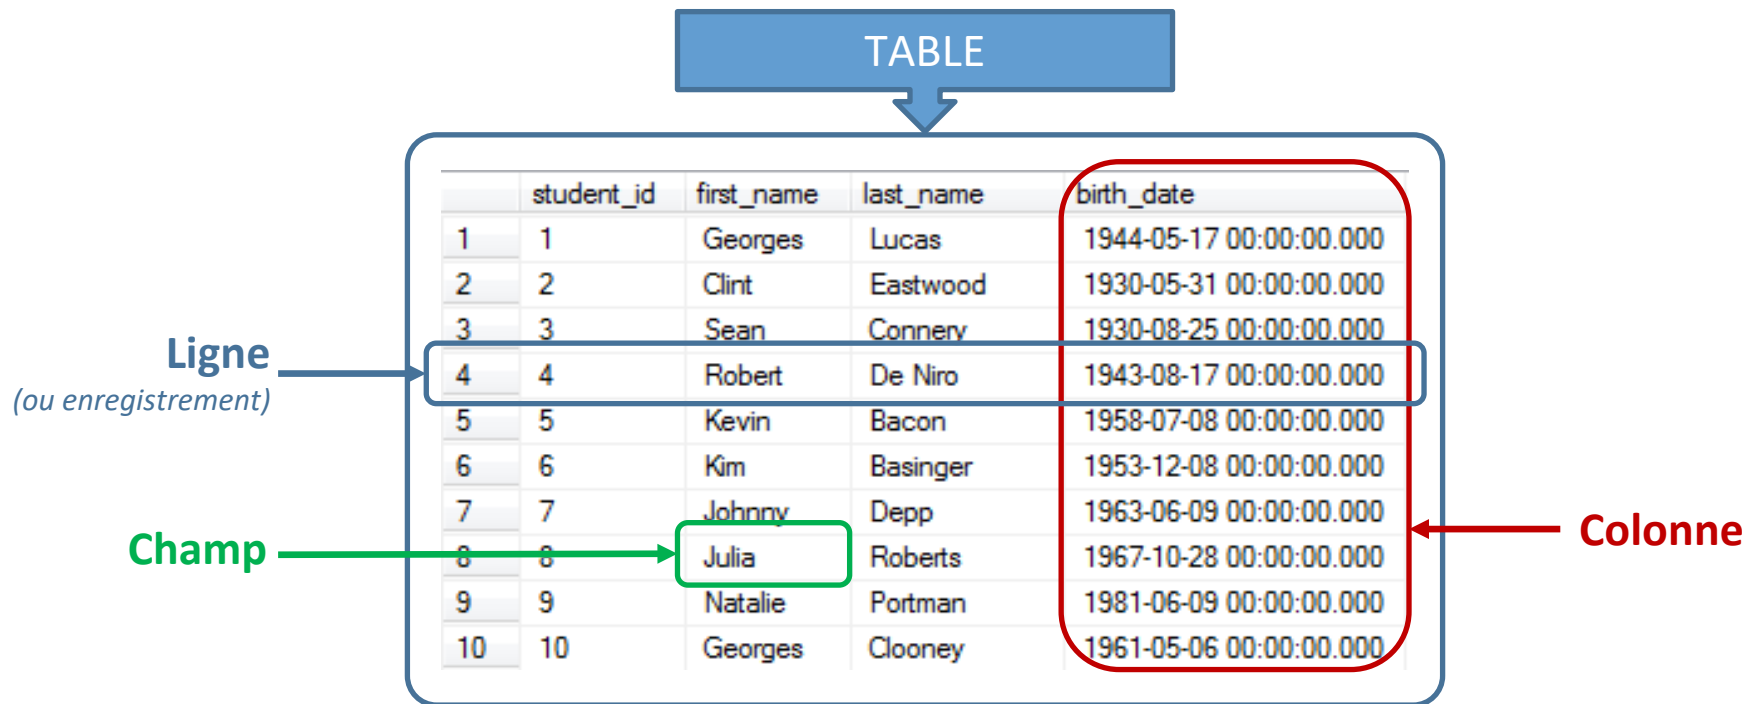 TABLE
student_id first_name last_name birth_date
1 1 Georges Lucas 1944-05-17 00:00:00.000
2 2 Clint Eastwood 1930-05-31 00:00:00.000
3 3 Sean Connery 1930-08-25 00:00:00.000
Ligne
(ou enregistrement)
4 4 Robert De Niro 1943-08-17 00:00:00.000
5 5 Kevin Bacon 1958-07-08 00:00:00.000
6 6 Kim Basinger 1953-12-08 00:00:00.000
7 7 Johnny Depp 1963-06-09 00:00:00.000
Champ
8 8 Julia Roberts 1967-10-28 00:00:00.000
Colonne
9 9 Natalie Portman 1981-06-09 00:00:00.000
10 10 Georges Clooney 1961-05-06 00:00:00.000